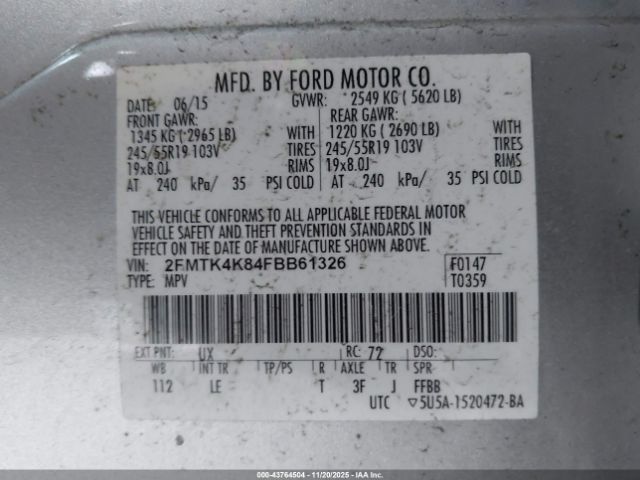 MFD. BY FORD MOTOR CO.
DATE: 06/15 GVWR: 2549 KG ( 5620 LB)
FRONT GAWR: REAR GAWR:
1345 KG ( 2965 LB) WITH 1220 KG ( 2690 LB) WITH
245/55R19 103V TIRES 245/55R19 103V TIRES
19x8.0J RIMS 19x8.0J RIMS
AT 240 kPa/ 35 PSI COLD AT 240 kPa/ 35 PSI COLD
THIS VEHICLE CONFORMS TO ALL APPLICABLE FEDERAL MOTOR
VEHICLE SAFETY AND THEFT PREVENTION STANDARDS IN
EFFECT ON THE DATE OF MANUFACTURE SHOWN ABOVE.
VIN: 2FMTK4K84FBB61326 F0147
TYPE: MPV T0359
EXT PNT: UX RC: 72 DSO:
WB INT TR TP/PS R AXLE TR SPR
112 LE T 3F J FFBB
UTC ▽5U5A-1520472-BA
000-43764504 | 11/20/2025 | IAAI.com